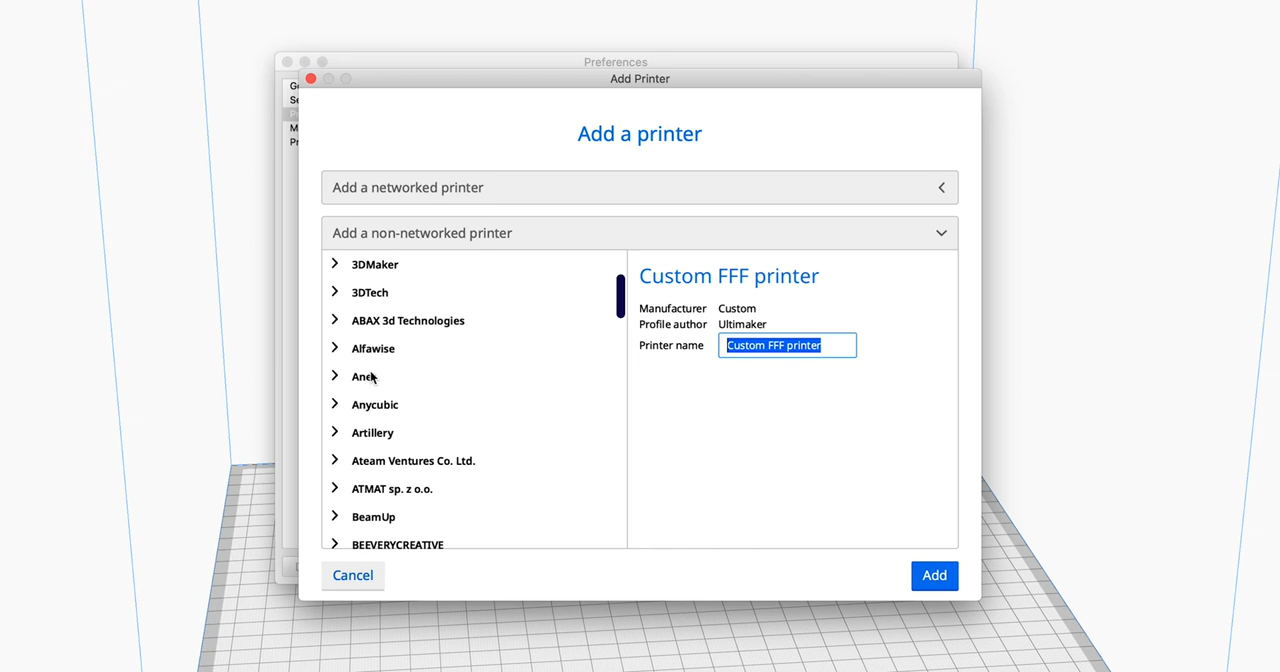 Preferences
Add Printer
Add a printer
Add a networked printer
Add a non-networked printer
3DMaker
3DTech
ABAX 3d Technologies
Alfawise
Anycubic
Artillery
Ateam Ventures Co. Ltd.
ATMAT sp. z o.o.
BeamUp
BEEVERYCREATIVE
Custom FFF printer
Manufacturer Custom
Profile author Ultimaker
Printer name Custom FFF printer
Cancel
Add